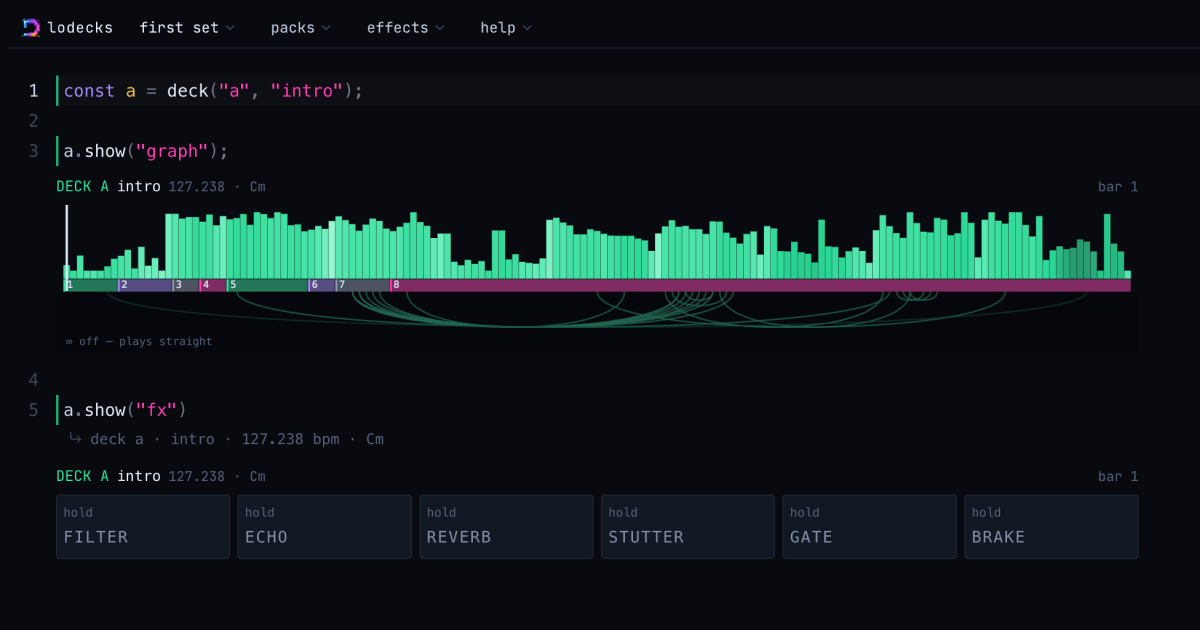 lodecks first set packs effects help
1 const a = deck("a", "intro");
2
3 a.show("graph");
DECK A intro 127.238 · Cm bar 1
1 2 3 4 5 6 7 8
∞ off — plays straight
4
5 a.show("fx")
↳ deck a · intro · 127.238 bpm · Cm
DECK A intro 127.238 · Cm bar 1
hold hold hold hold hold hold
FILTER ECHO REVERB STUTTER GATE BRAKE